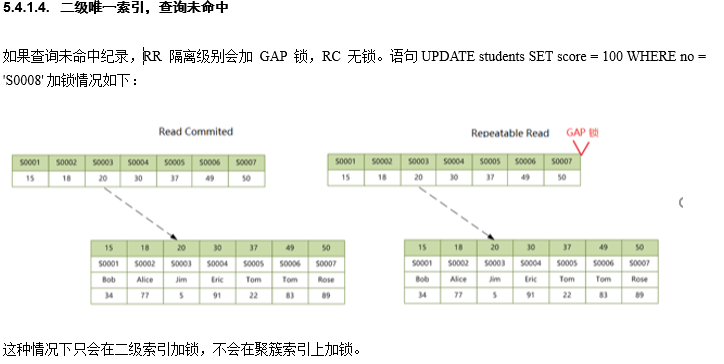 5.4.1.4. 二级唯一索引，查询未命中
如果查询未命中纪录，RR 隔离级别会加 GAP 锁，RC 无锁。语句 UPDATE students SET score = 100 WHERE no =
'S0008' 加锁情况如下：
Read Commited
Repeatable Read GAP 锁
S0001 S0002 S0003 S0004 S0005 S0006 S0007
15 18 20 30 37 49 50
S0001 S0002 S0003 S0004 S0005 S0006 S0007
15 18 20 30 37 49 50
15 18 20 30 37 49 50
S0001 S0002 S0003 S0004 S0005 S0006 S0007
Bob Alice Jim Eric Tom Tom Rose
34 77 5 91 22 83 89
15 18 20 30 37 49 50
S0001 S0002 S0003 S0004 S0005 S0006 S0007
Bob Alice Jim Eric Tom Tom Rose
34 77 5 91 22 83 89
这种情况下只会在二级索引加锁，不会在聚簇索引上加锁。